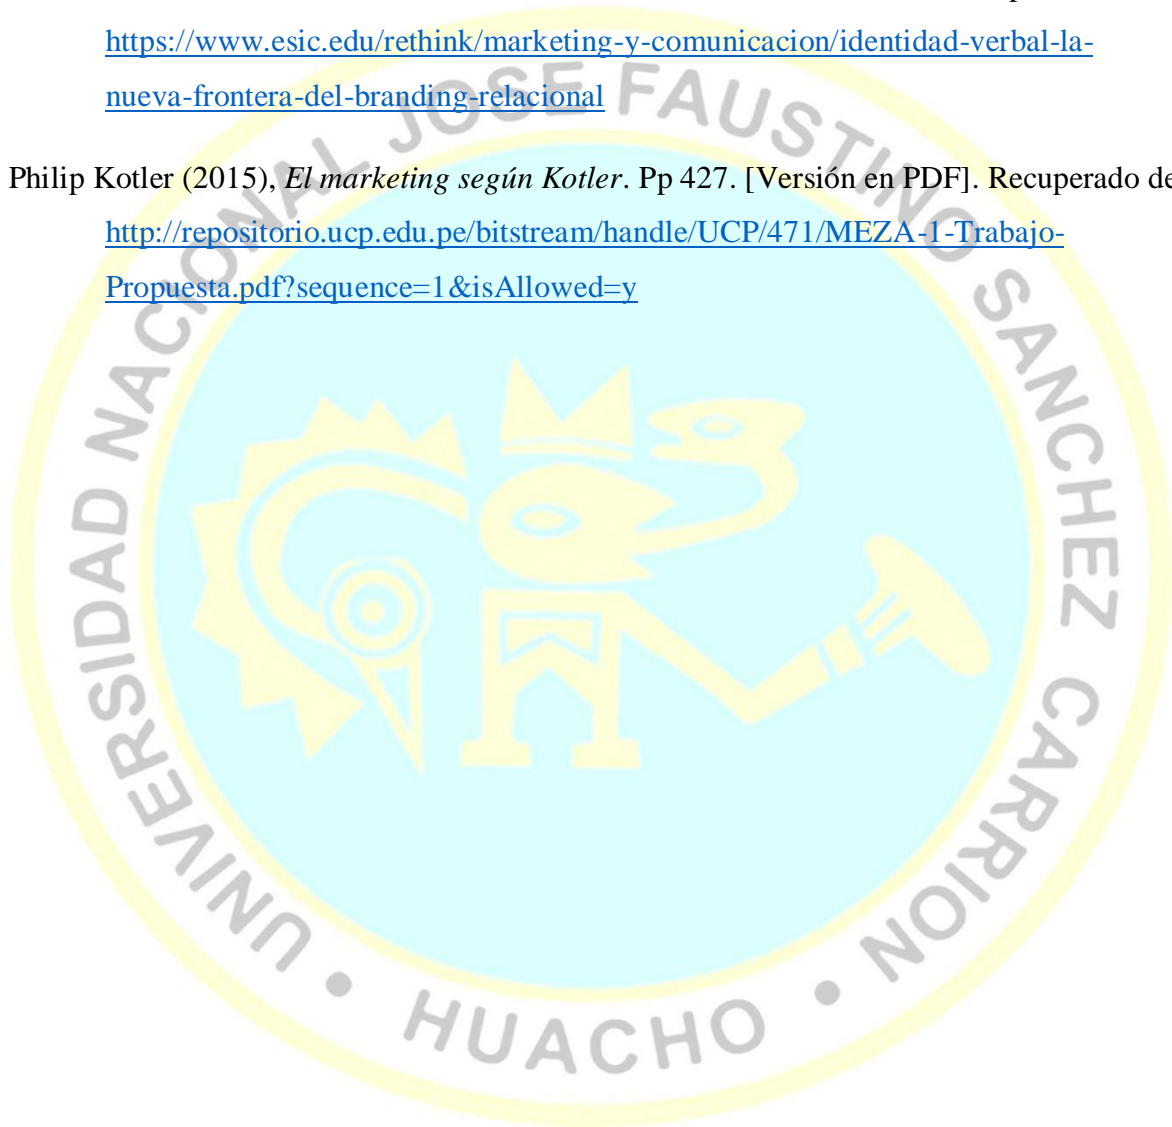 https://www.esic.edu/rethink/marketing-y-comunicacion/identidad-verbal-la-
nueva-frontera-del-branding-relacional
Philip Kotler (2015), El marketing según Kotler. Pp 427. [Versión en PDF]. Recuperado de
http://repositorio.ucp.edu.pe/bitstream/handle/UCP/471/MEZA-1-Trabajo-
Propuesta.pdf?sequence=1&isAllowed=y
UNIVERSIDAD NACIONAL JOSE FAUSTINO SANCHEZ CARRION
• HUACHO •